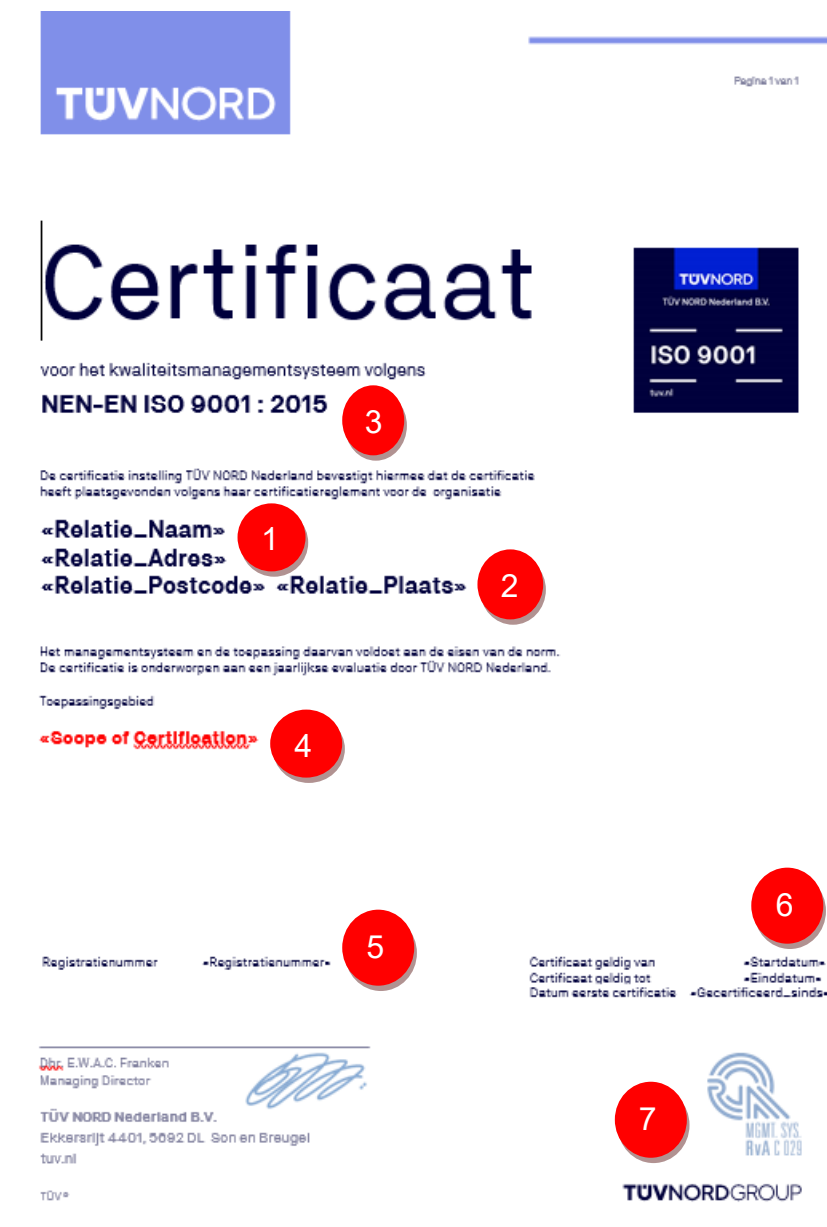 TÜVNORD
Pagina 1 van 1
Certificaat
TÜVNORD
TÜV NORD Nederland B.V.
ISO 9001
tuv.nl
voor het kwaliteitsmanagementsysteem volgens
NEN-EN ISO 9001 : 2015
3
De certificatie instelling TÜV NORD Nederland bevestigt hiermee dat de certificatie
heeft plaatsgevonden volgens haar certificatiereglement voor de organisatie
«Relatie_Naam»
1
«Relatie_Adres»
«Relatie_Postcode» «Relatie_Plaats»
2
Het managementsysteem en de toepassing daarvan voldoet aan de eisen van de norm.
De certificatie is onderworpen aan een jaarlijkse evaluatie door TÜV NORD Nederland.
Toepassingsgebied
«Scope of Certification»
4
6
5
Registratienummer «Registratienummer»
Certificaat geldig van «Startdatum»
Certificaat geldig tot «Einddatum»
Datum eerste certificatie «Gecertificeerd_sinds»
Dhr. E.W.A.C. Franken
Managing Director
TÜV NORD Nederland B.V.
Ekkersrijt 4401, 5692 DL Son en Breugel
tuv.nl
TÜV®
7
RvA
MGMT. SYS.
RvA C 029
TÜVNORDGROUP